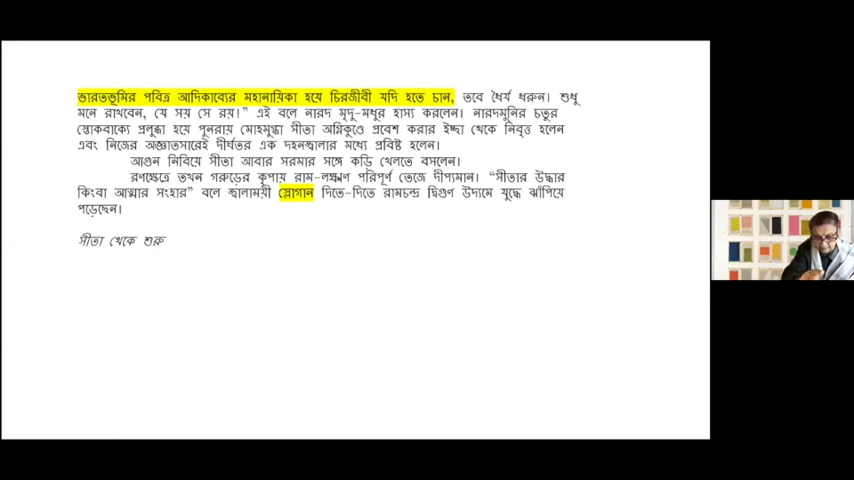 ভারতভূমির পবিত্র আদিকাব্যের মহানায়িকা হয়ে চিরজীবী যদি হতে চান, তবে ধৈর্য ধরুন। শুধু
মনে রাখবেন, যে সয় সে রয়!” এই বলে নারদ মৃদু-মধুর হাস্য করলেন। নারদমুনির চতুর
স্তোকবাক্যে প্রলুব্ধা হয়ে পুনরায় মোহমুগ্ধা সীতা অগ্নিকুণ্ডে প্রবেশ করার ইচ্ছা থেকে নিবৃত্ত হলেন
এবং নিজের অজ্ঞাতসারেই দীর্ঘতর এক দহনজ্বালার মধ্যে প্রবিষ্ট হলেন।
আগুন নিবিয়ে সীতা আবার সরমার সঙ্গে কড়ি খেলতে বসলেন।
রণক্ষেত্রে তখন গরুড়ের কৃপায় রাম-লক্ষ্মণ পরিপূর্ণ তেজে দীপ্যমান। “সীতার উদ্ধার
কিংবা আত্মার সংহার” বলে জ্বালাময়ী স্লোগান দিতে-দিতে রামচন্দ্র দ্বিগুণ উদ্যমে যুদ্ধে ঝাঁপিয়ে
পড়েছেন।
সীতা থেকে শুরু